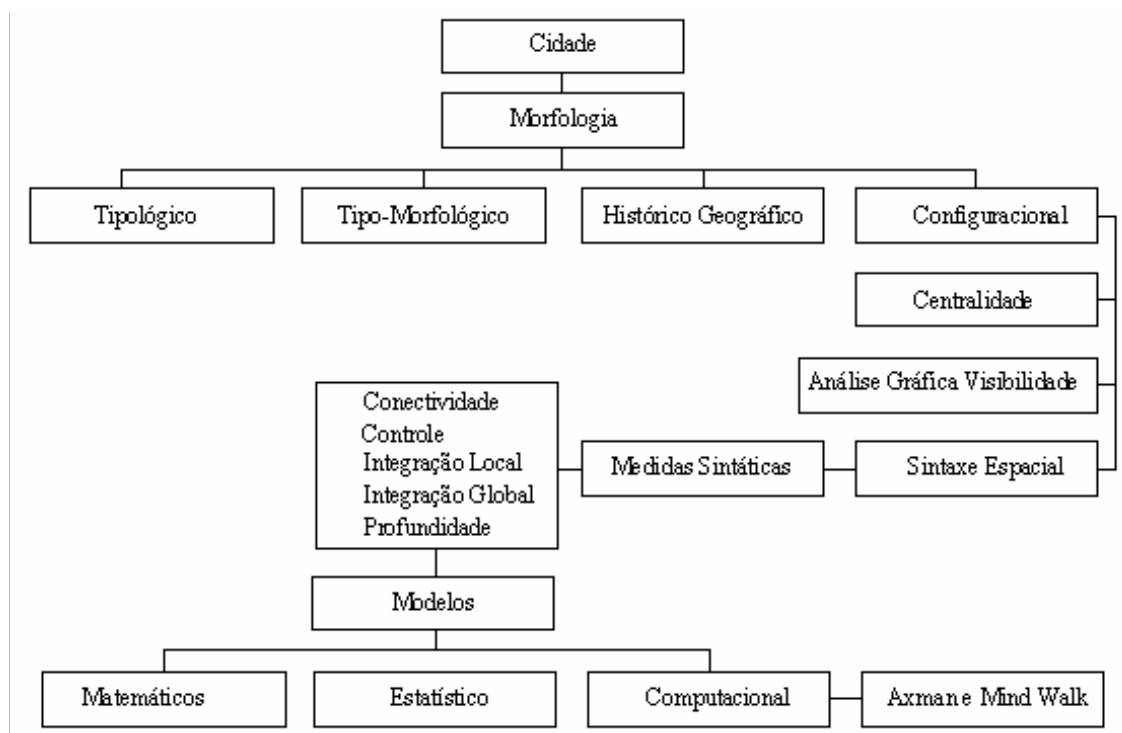 Cidade
Morfologia
Tipológico
Tipo-Morfológico
Histórico Geográfico
Configuracional
Centralidade
Análise Gráfica Visibilidade
Conectividade
Controle
Integração Local
Integração Global
Profundidade
Medidas Sintáticas
Sintaxe Espacial
Modelos
Matemáticos
Estatístico
Computacional
Axman e Mind Walk